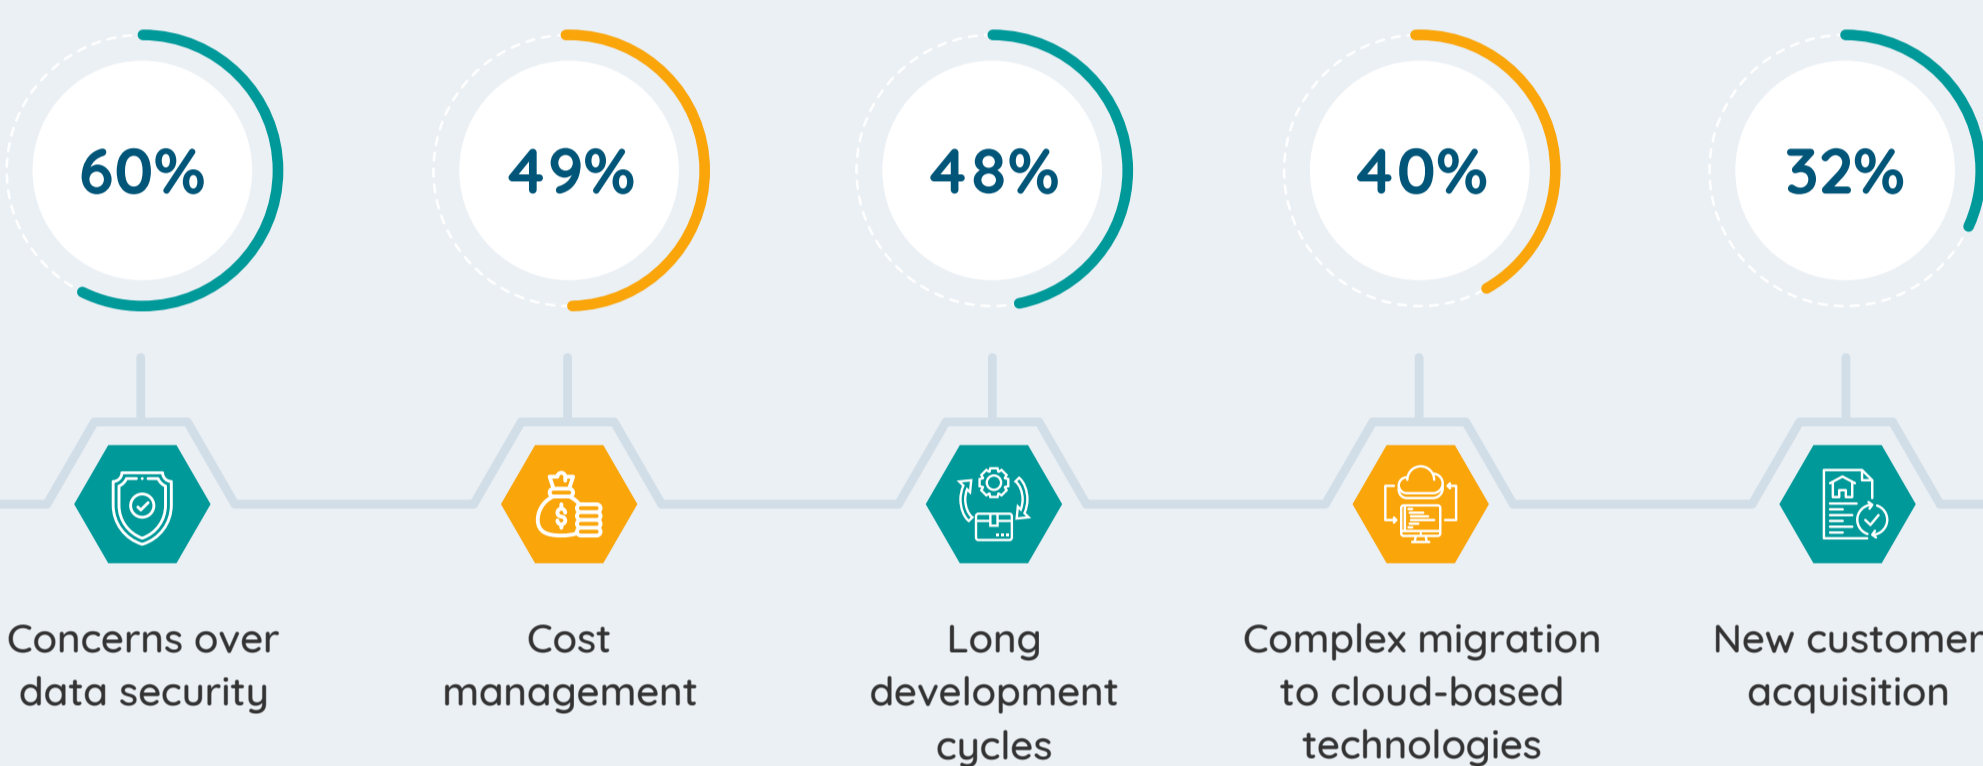 60%
49%
48%
40%
32%
Concerns over
data security
Cost
management
Long
development
cycles
Complex migration
to cloud-based
technologies
New customer
acquisition